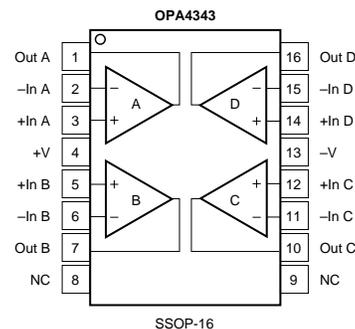 OPA4343
Out A 1 16 Out D
–In A 2 – – 15 –In D
A D
+In A 3 + + 14 +In D
+V 4 13 –V
+In B 5 + + 12 +In C
B C
–In B 6 – – 11 –In C
Out B 7 10 Out C
NC 8 9 NC
SSOP-16